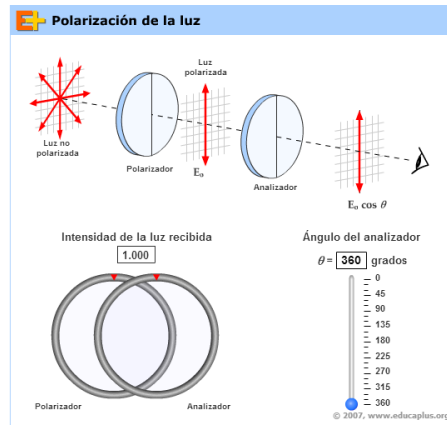 E+ Polarización de la luz
Luz no
polarizada
Polarizador
Luz
polarizada
E₀
Analizador
E₀ cos θ
Intensidad de la luz recibida
1.000
Polarizador
Analizador
Ángulo del analizador
θ = 360 grados
0
45
90
135
180
225
270
315
360
© 2007, www.educaplus.org